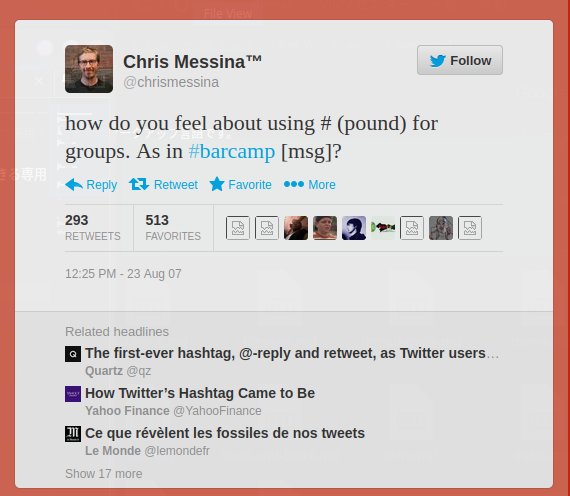 File View
Chris Messina™
@chrismessina
Follow
how do you feel about using # (pound) for
groups. As in #barcamp [msg]?
Reply Retweet Favorite More
293
RETWEETS
513
FAVORITES
12:25 PM - 23 Aug 07
Related headlines
The first-ever hashtag, @-reply and retweet, as Twitter users…
Quartz @qz
How Twitter’s Hashtag Came to Be
Yahoo Finance @YahooFinance
Ce que révèlent les fossiles de nos tweets
Le Monde @lemondefr
Show 17 more